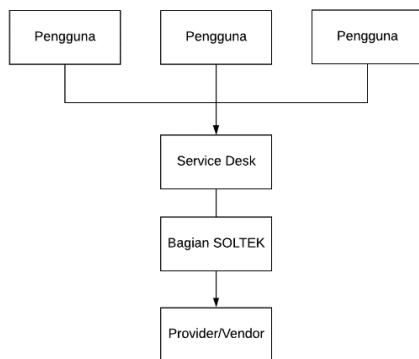 Pengguna
Pengguna
Pengguna
Service Desk
Bagian SOLTEK
Provider/Vendor